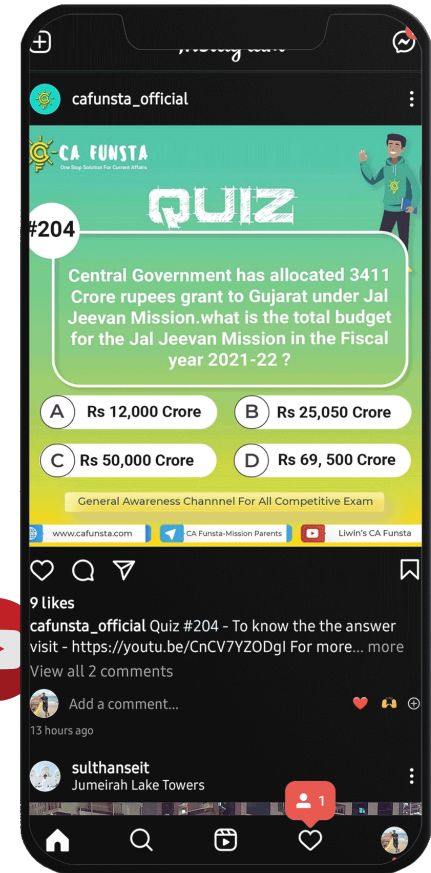 cafunsta_official
CA FUNSTA
One Stop Solution For Current Affairs
QUIZ
#204
Central Government has allocated 3411
Crore rupees grant to Gujarat under Jal
Jeevan Mission.what is the total budget
for the Jal Jeevan Mission in the Fiscal
year 2021-22 ?
A Rs 12,000 Crore
B Rs 25,050 Crore
C Rs 50,000 Crore
D Rs 69, 500 Crore
General Awareness Channnel For All Competitive Exam
www.cafunsta.com
CA Funsta-Mission Parents
Liwin's CA Funsta
9 likes
cafunsta_official Quiz #204 - To know the the answer
visit - https://youtu.be/CnCV7YZODgI For more... more
View all 2 comments
Add a comment...
13 hours ago
sulthanseit
Jumeirah Lake Towers
1